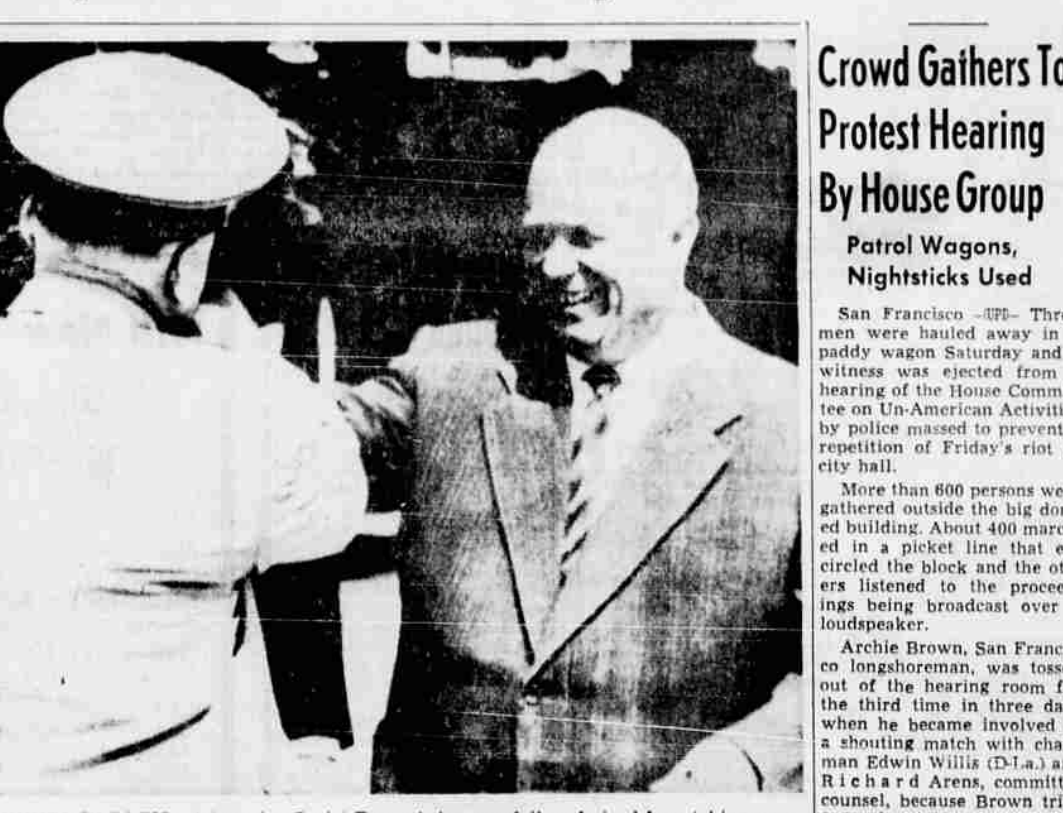 Crowd Gathers To
Protest Hearing
By House Group
Patrol Wagons,
Nightsticks Used
San Francisco -(UPI)- Thre
men were hauled away in
paddy wagon Saturday and
witness was ejected from
hearing of the House Comm
tee on Un-American Activiti
by police massed to prevent
repetition of Friday's riot
city hall.
More than 600 persons we
gathered outside the big do
ed building. About 400 marc
ed in a picket line that e
circled the block and the ot
ers listened to the proceed
ings being broadcast over
loudspeaker.
Archie Brown, San Franc
co longshoreman, was toss
out of the hearing room f
the third time in three da
when he became involved
a shouting match with cha
man Edwin Willis (D-La.) a
Richard Arens, committ
counsel, because Brown tri